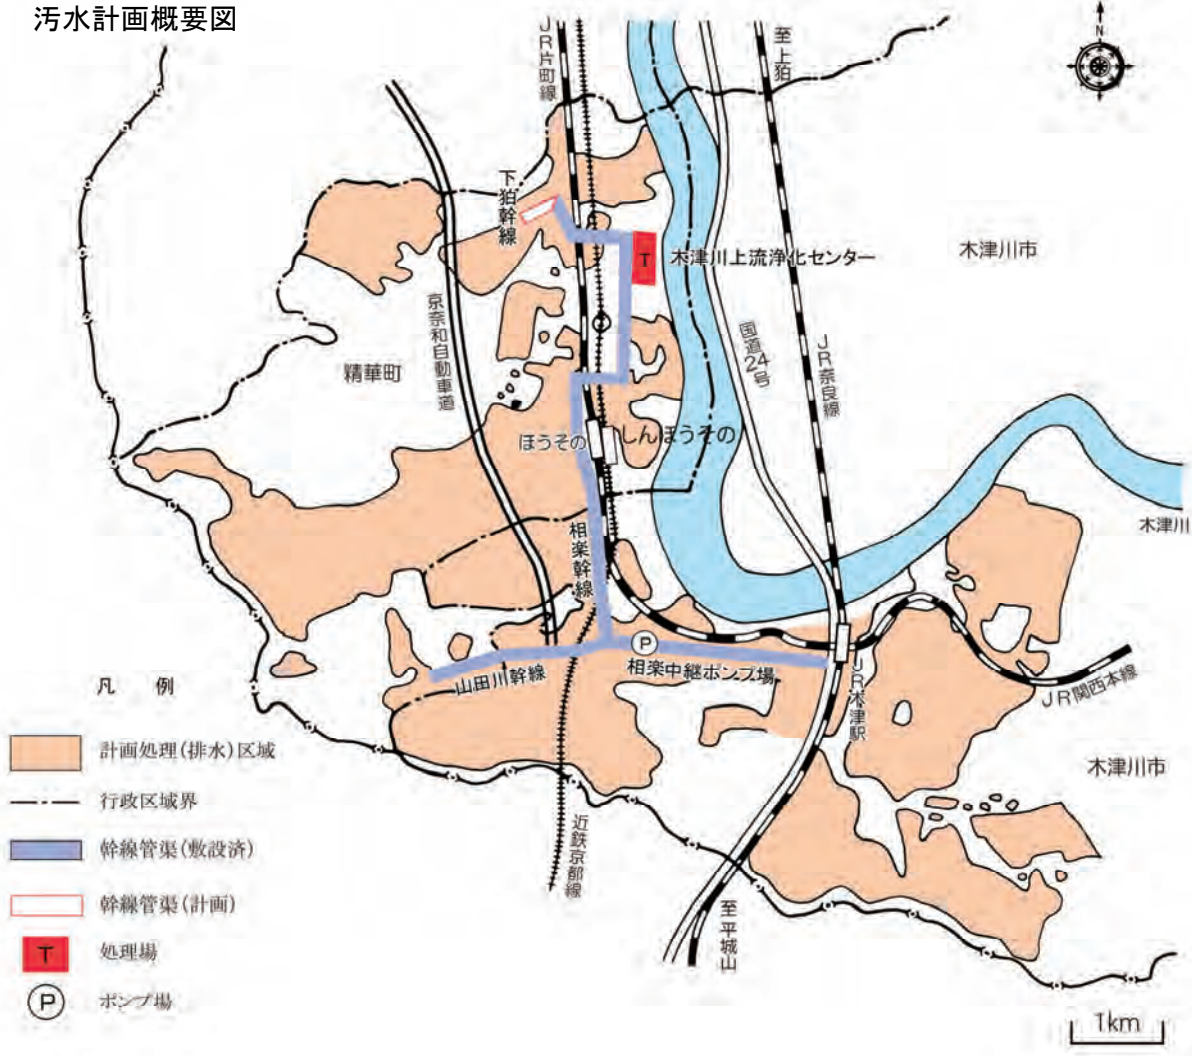 汚水計画概要図
N
JR片町線
至上狛
下狛幹線
T
木津川上流浄化センター
木津川市
京奈和自動車道
国道24号
JR奈良線
精華町
ほうその
しんほうその
木津川
相楽幹線
P
相楽中継ポンプ場
山田川幹線
JR木津駅
JR関西本線
木津川市
近鉄京都線
至平城山
凡 例
計画処理(排水)区域
行政区域界
幹線管渠(敷設済)
幹線管渠(計画)
T 処理場
P ポンプ場
1km